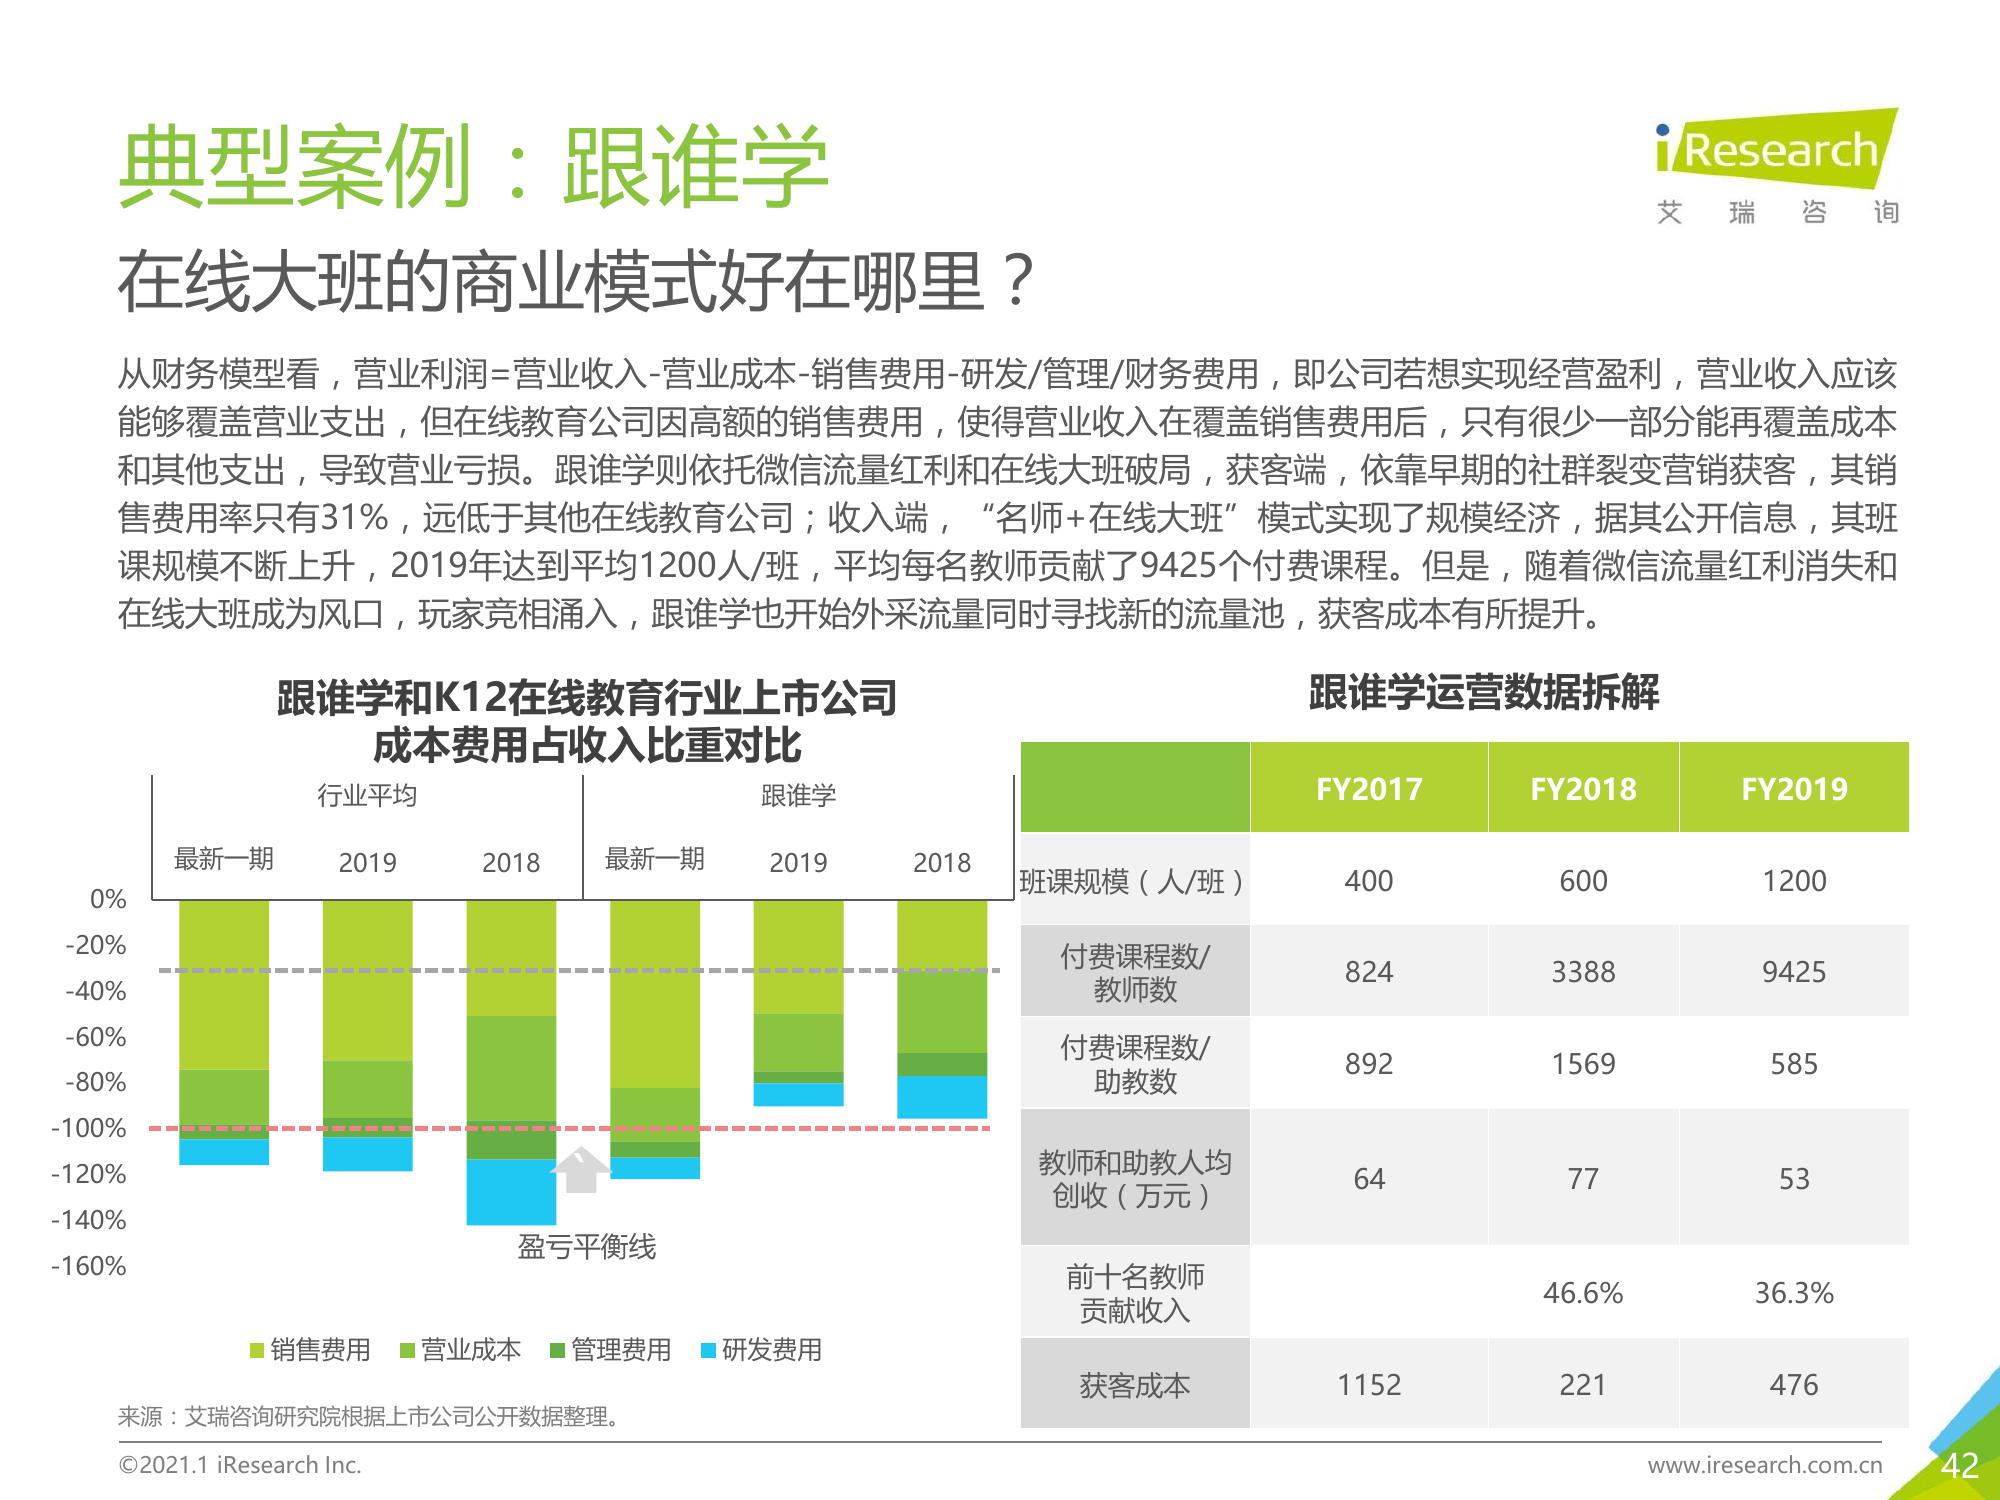 典型案例：跟谁学
iResearch
艾瑞咨询
在线大班的商业模式好在哪里？
从财务模型看，营业利润=营业收入-营业成本-销售费用-研发/管理/财务费用，即公司若想实现经营盈利，营业收入应该
能够覆盖营业支出，但在线教育公司因高额的销售费用，使得营业收入在覆盖销售费用后，只有很少一部分能再覆盖成本
和其他支出，导致营业亏损。跟谁学则依托微信流量红利和在线大班破局，获客端，依靠早期的社群裂变营销获客，其销
售费用率只有31%，远低于其他在线教育公司；收入端，“名师+在线大班”模式实现了规模经济，据其公开信息，其班
课规模不断上升，2019年达到平均1200人/班，平均每名教师贡献了9425个付费课程。但是，随着微信流量红利消失和
在线大班成为风口，玩家竞相涌入，跟谁学也开始外采流量同时寻找新的流量池，获客成本有所提升。
跟谁学和K12在线教育行业上市公司
成本费用占收入比重对比
行业平均 跟谁学
最新一期 2019 2018 最新一期 2019 2018
0%
-20%
-40%
-60%
-80%
-100%
-120%
-140%
-160%
盈亏平衡线
销售费用 营业成本 管理费用 研发费用
跟谁学运营数据拆解
FY2017 FY2018 FY2019
班课规模（人/班） 400 600 1200
付费课程数/
教师数 824 3388 9425
付费课程数/
助教数 892 1569 585
教师和助教人均
创收（万元） 64 77 53
前十名教师
贡献收入 46.6% 36.3%
获客成本 1152 221 476
来源：艾瑞咨询研究院根据上市公司公开数据整理。
©2021.1 iResearch Inc. www.iresearch.com.cn 42